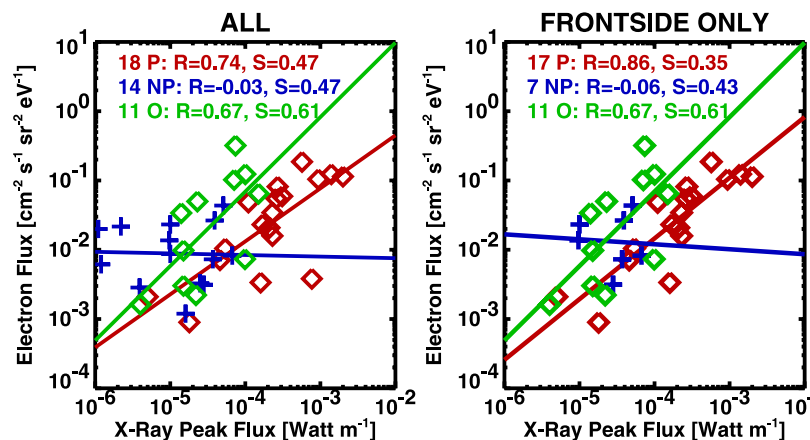 ALL
18 P: R=0.74, S=0.47
14 NP: R=-0.03, S=0.47
11 O: R=0.67, S=0.61
Electron Flux [cm⁻² s⁻¹ sr⁻² eV⁻¹]
10¹
10⁰
10⁻¹
10⁻²
10⁻³
10⁻⁴
10⁻⁶ 10⁻⁵ 10⁻⁴ 10⁻³ 10⁻²
X-Ray Peak Flux [Watt m⁻¹]
FRONTSIDE ONLY
17 P: R=0.86, S=0.35
7 NP: R=-0.06, S=0.43
11 O: R=0.67, S=0.61
Electron Flux [cm⁻² s⁻¹ sr⁻² eV⁻¹]
10¹
10⁰
10⁻¹
10⁻²
10⁻³
10⁻⁴
10⁻⁶ 10⁻⁵ 10⁻⁴ 10⁻³ 10⁻
X-Ray Peak Flux [Watt m⁻¹]